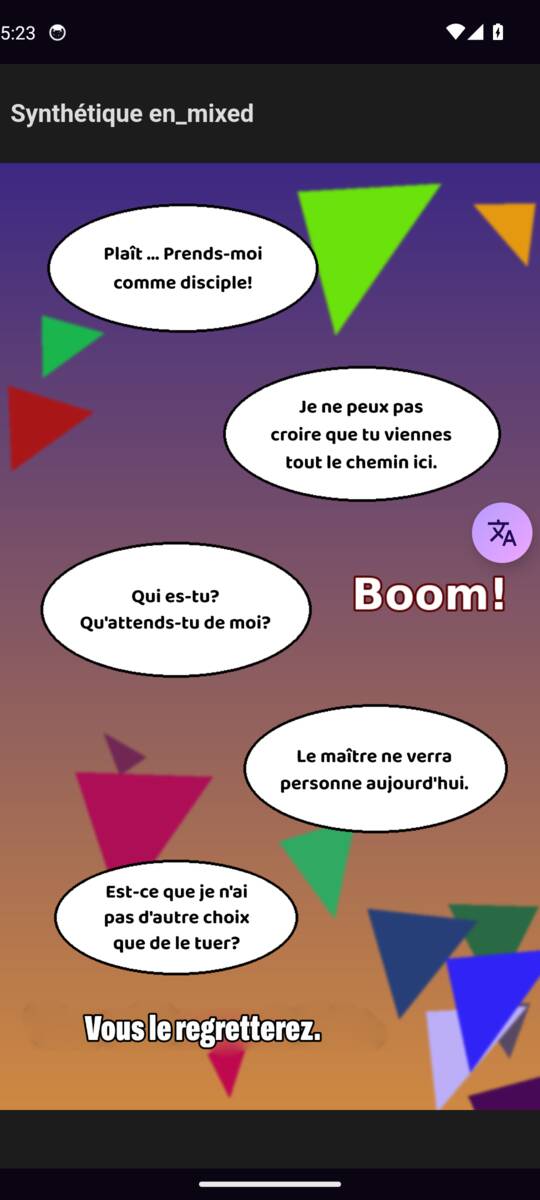 5:23
Synthétique en_mixed
Plaît ... Prends-moi
comme disciple!
Je ne peux pas
croire que tu viennes
tout le chemin ici.
Qui es-tu?
Qu'attends-tu de moi?
Boom!
Le maître ne verra
personne aujourd'hui.
Est-ce que je n'ai
pas d'autre choix
que de le tuer?
Vous le regretterez.